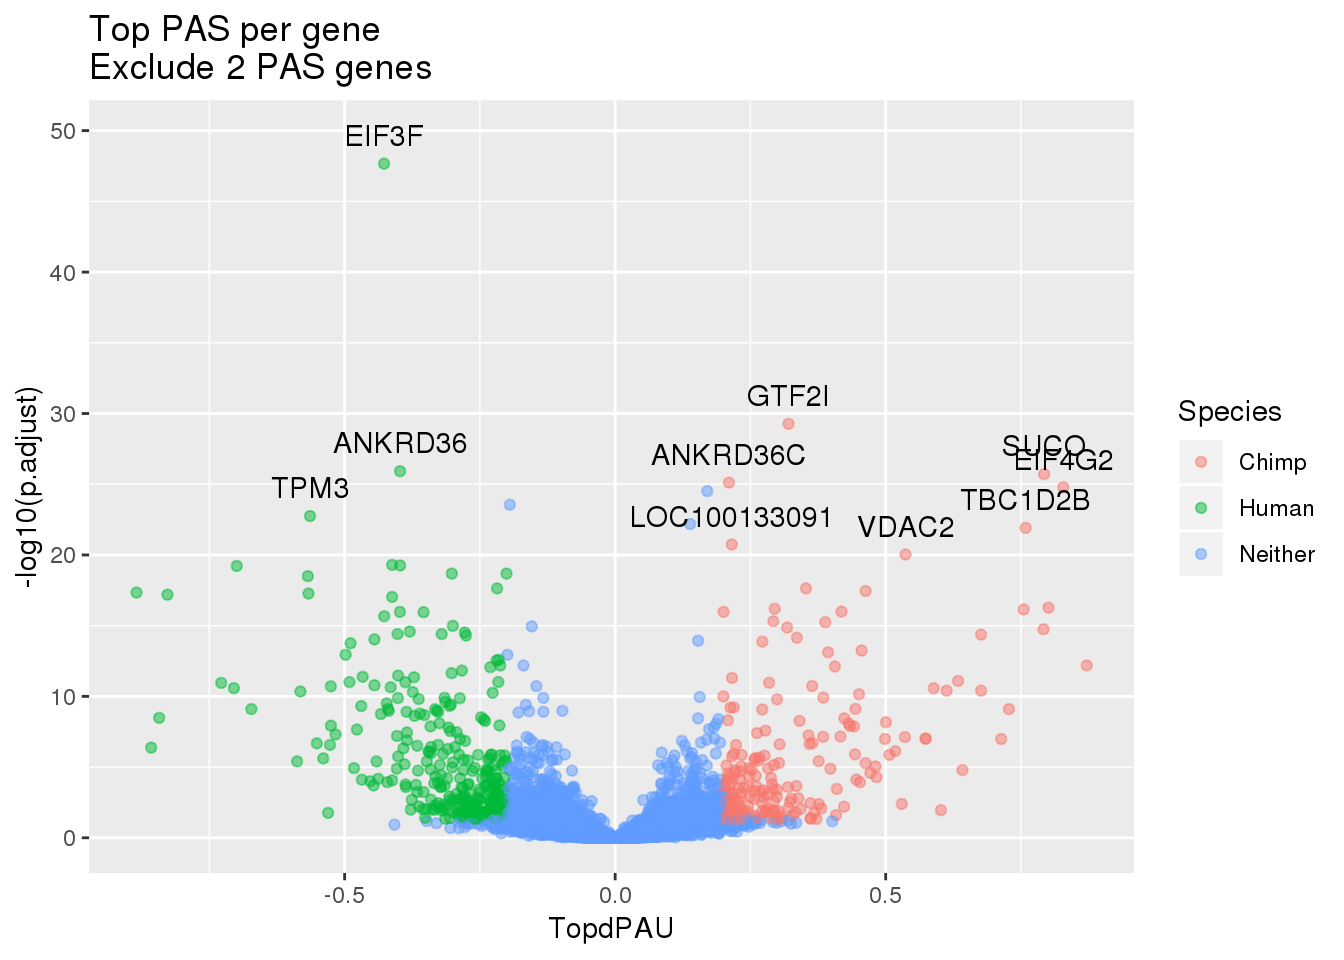 Top PAS per gene
Exclude 2 PAS genes
50
40
30
20
10
0
-log10(p.adjust)
EIF3F
GTF2I
ANKRD36
ANKRD36C
SUCO
EIF4G2
TPM3
TBC1D2B
LOC100133091
VDAC2
-0.5
0.0
0.5
TopdPAU
Species
Chimp
Human
Neither